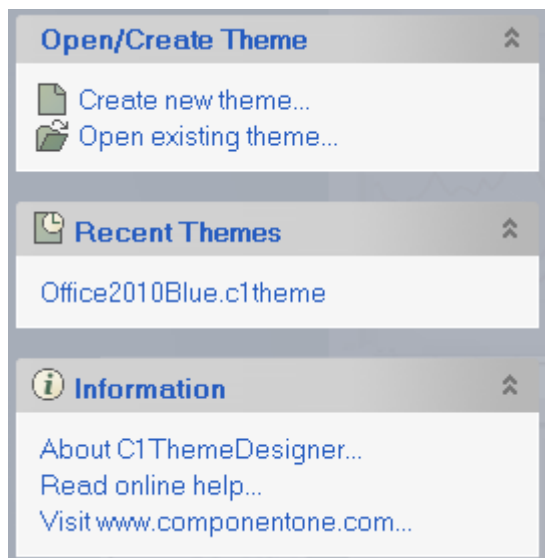 Open/Create Theme
Create new theme...
Open existing theme...
Recent Themes
Office2010Blue.c1theme
Information
About C1ThemeDesigner...
Read online help...
Visit www.componentone.com...